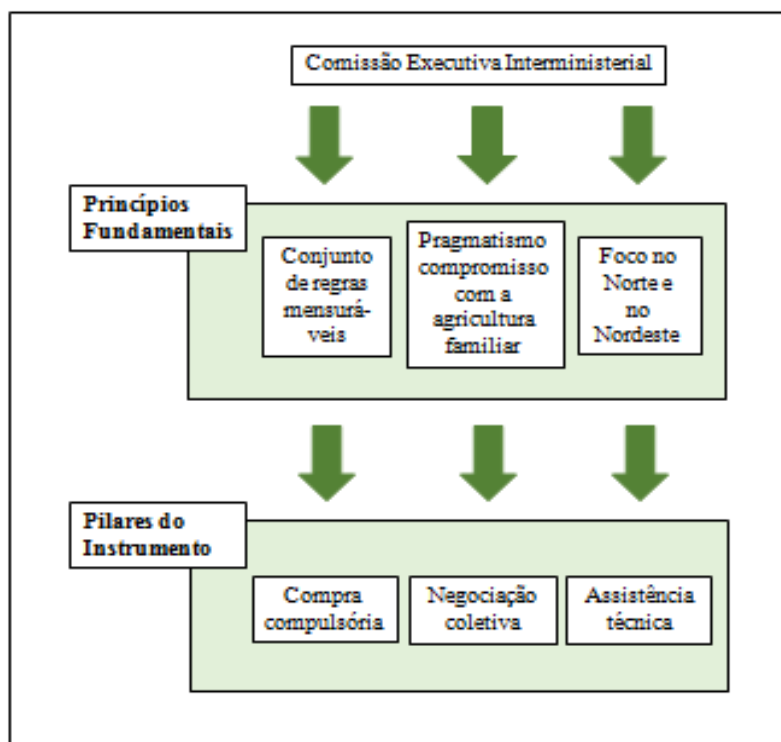 Comissão Executiva Interministerial
Princípios
Fundamentais
Conjunto
de regras
mensurá-
veis
Pragmatismo
compromisso
com a
agricultura
familiar
Foco no
Norte e
no
Nordeste
Pilares do
Instrumento
Compra
compulsória
Negociação
coletiva
Assistência
técnica